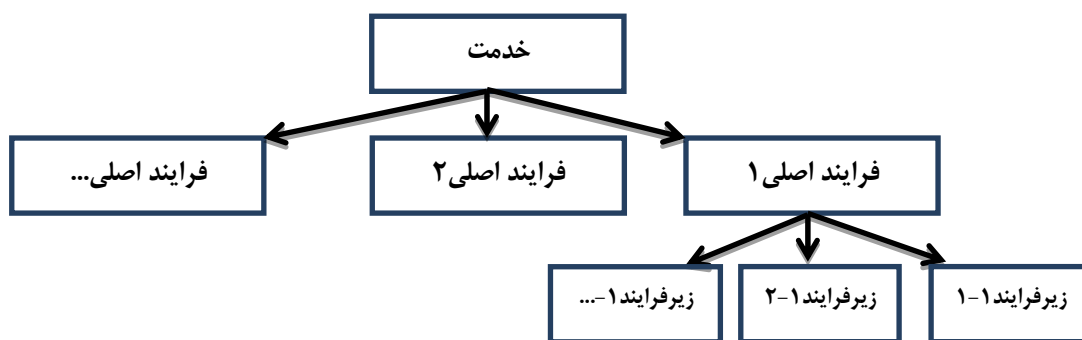 خدمت
فرایند اصلی۱
فرایند اصلی۲
فرایند اصلی...
زیرفرایند۱-۱
زیرفرایند۱-۲
زیرفرایند۱-...